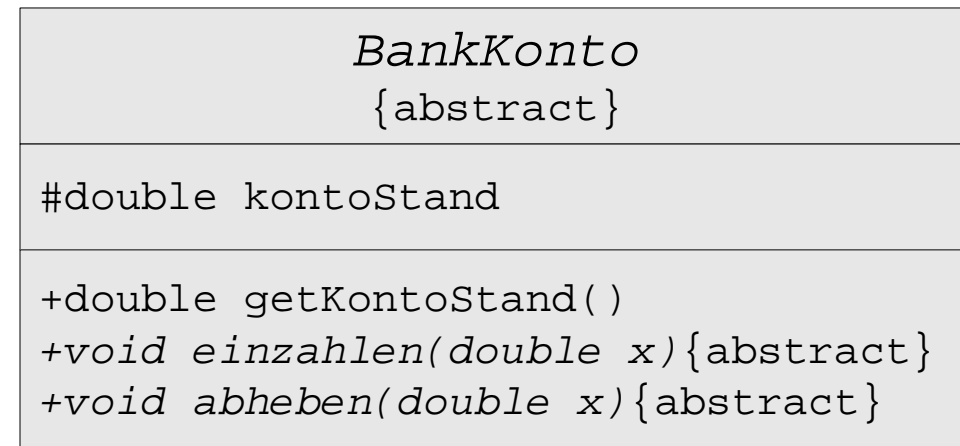 BankKonto
{abstract}
#double kontoStand
+double getKontoStand()
+void einzahlen(double x){abstract}
+void abheben(double x){abstract}